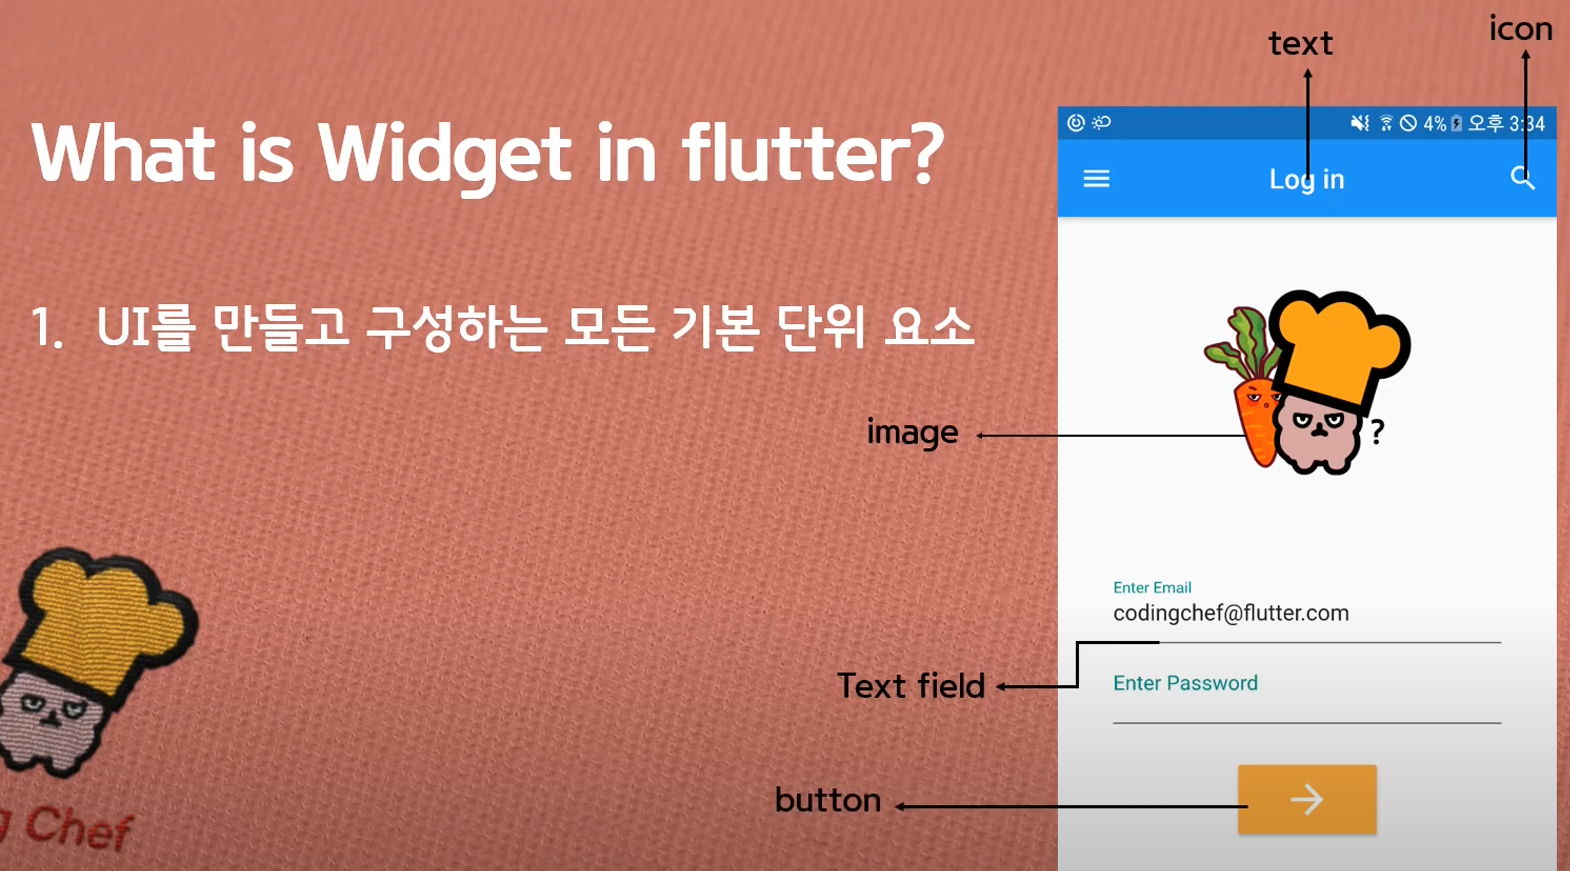 icon
text
4% 오후 3:34
What is Widget in flutter?
Log in
1. UI를 만들고 구성하는 모든 기본 단위 요소
image
?
Enter Email
codingchef@flutter.com
Text field
Enter Password
button
g Chef